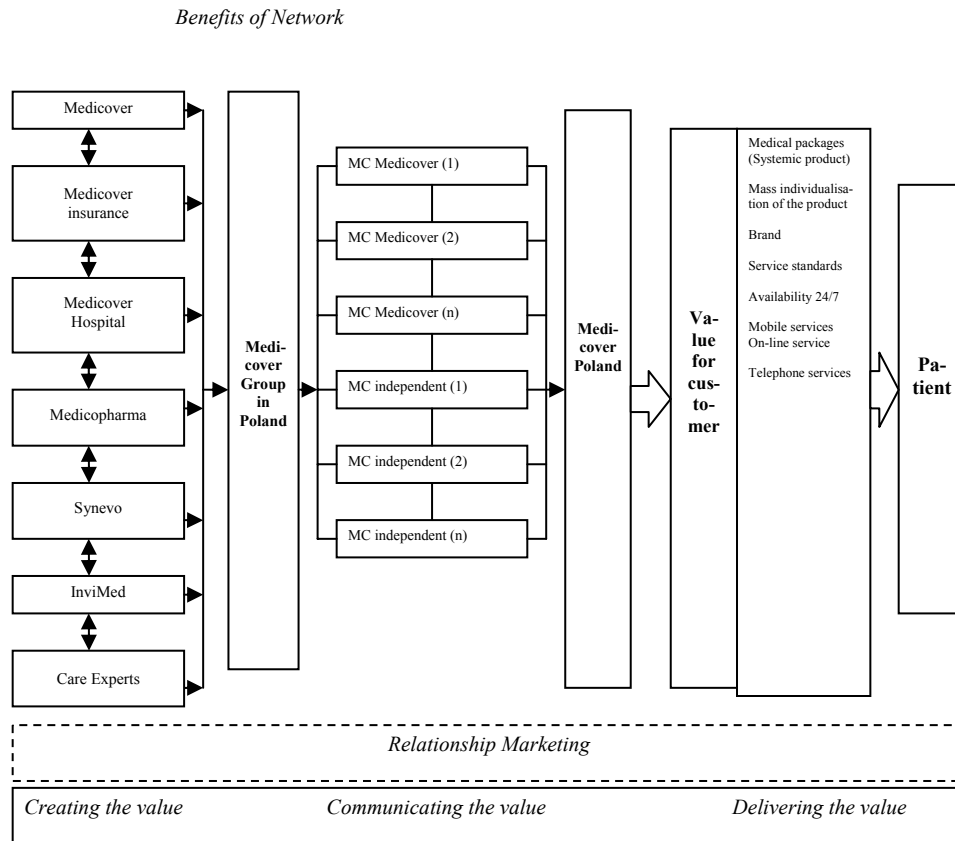 Benefits of Network
Medicover
Medicover
insurance
Medicover
Hospital
Medicopharma
Synevo
InviMed
Care Experts
Medi-
cover
Group
in
Poland
MC Medicover (1)
MC Medicover (2)
MC Medicover (n)
MC independent (1)
MC independent (2)
MC independent (n)
Medi-
cover
Poland
Va-
lue for
cus-
to-
mer
Medical packages
(Systemic product)
Mass individualisa-
tion of the product
Brand
Service standards
Availability 24/7
Mobile services
On-line service
Telephone services
Pa-
tient
Relationship Marketing
Creating the value
Communicating the value
Delivering the value